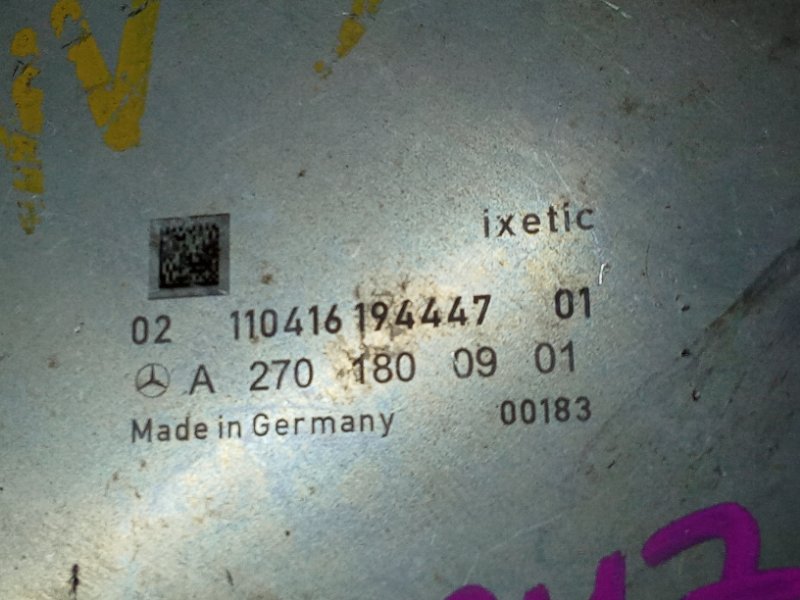 ixetic
02 110416 194447 01
A 270 180 09 01
Made in Germany 00183